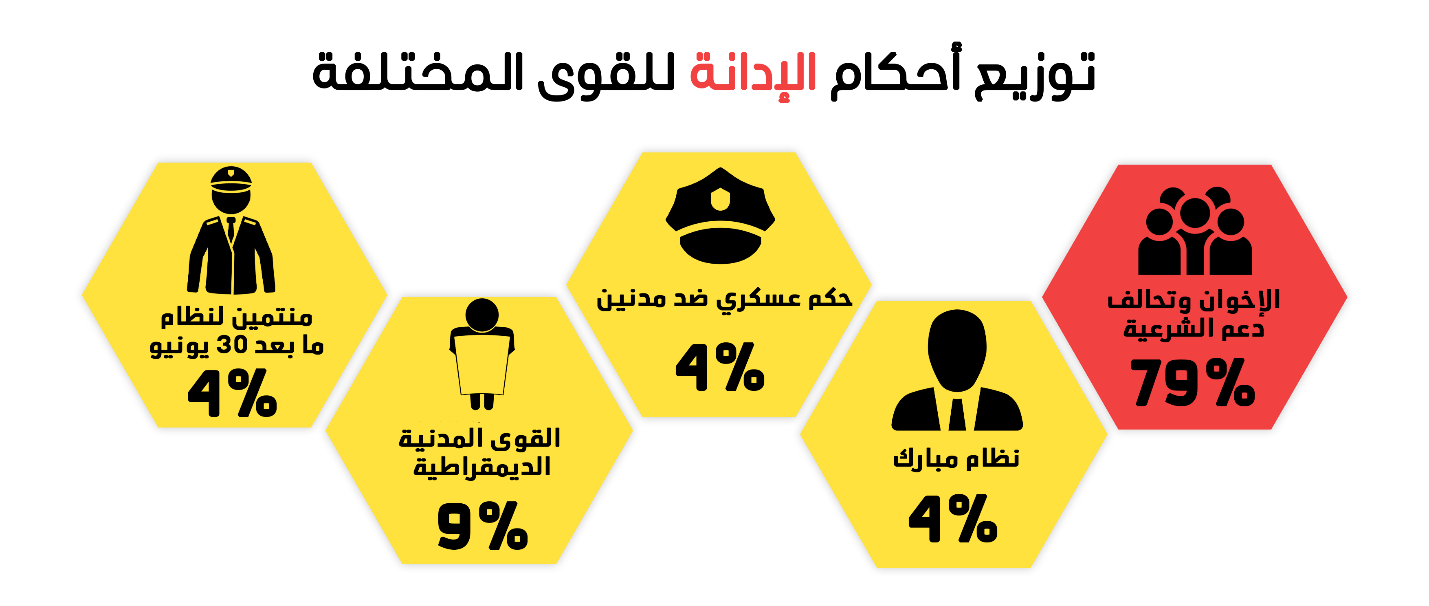 توزيع أحكام الإدانة للقوى المختلفة
الإخوان وتحالف
دعم الشرعية
79%
نظام مبارك
4%
حكم عسكري ضد مدنين
4%
القوى المدنية
الديمقراطية
9%
منتمين لنظام
ما بعد 30 يونيو
4%